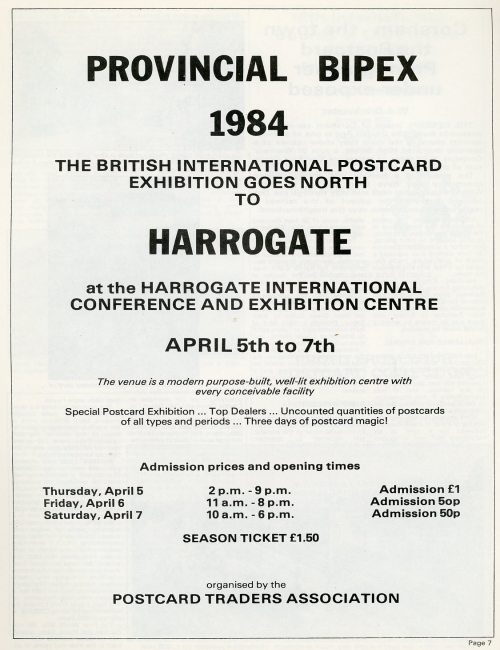 PROVINCIAL BIPEX
1984
THE BRITISH INTERNATIONAL POSTCARD
EXHIBITION GOES NORTH
TO
HARROGATE
at the HARROGATE INTERNATIONAL
CONFERENCE AND EXHIBITION CENTRE
APRIL 5th to 7th
The venue is a modern purpose-built, well-lit exhibition centre with
every conceivable facility
Special Postcard Exhibition ... Top Dealers ... Uncounted quantities of postcards
of all types and periods ... Three days of postcard magic!
Admission prices and opening times
Thursday, April 5 2 p.m. - 9 p.m. Admission £1
Friday, April 6 11 a.m. - 8 p.m. Admission 5op
Saturday, April 7 10 a.m. - 6 p.m. Admission 50p
SEASON TICKET £1.50
organised by the
POSTCARD TRADERS ASSOCIATION
Page 7